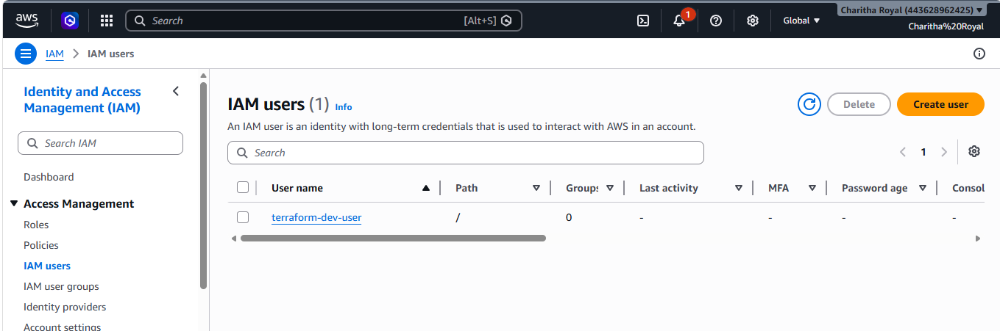 aws
Search
[Alt+S]
1
Global
Charitha Royal (443628962425)
Charitha%20Royal
IAM
IAM users
Identity and Access
Management (IAM)
Search IAM
Dashboard
Access Management
Roles
Policies
IAM users
IAM user groups
Identity providers
Account settings
IAM users (1) Info
Delete
Create user
An IAM user is an identity with long-term credentials that is used to interact with AWS in an account.
Search
1
User name Path Groups Last activity MFA Password age Consol
terraform-dev-user / 0 - - - -